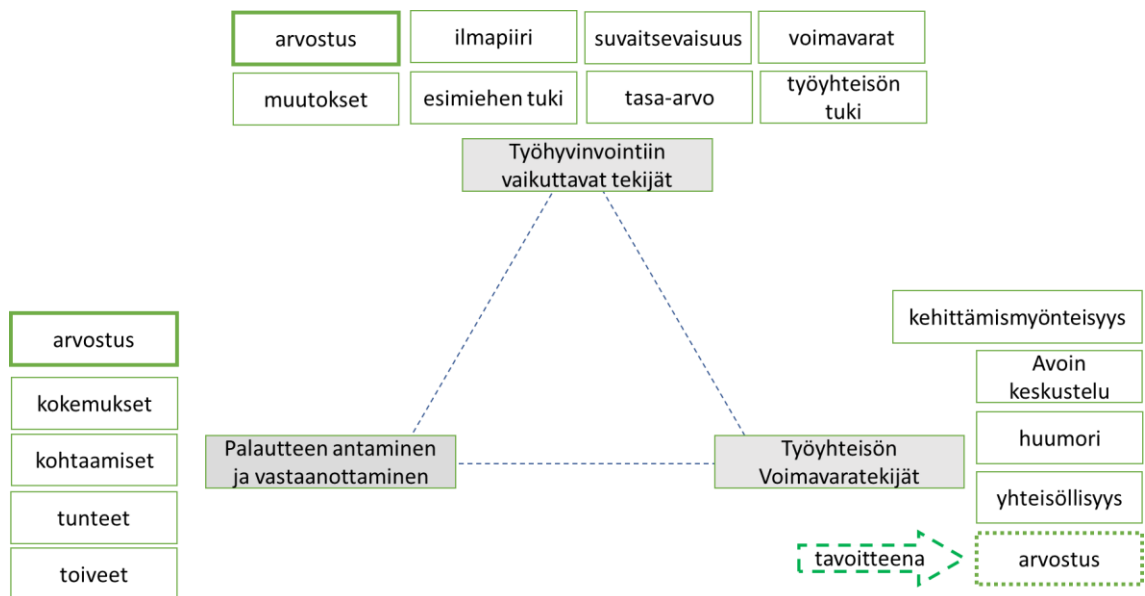 arvostus
ilmapiiri
suvaitsevaisuus
voimavarat
muutokset
esimiehen tuki
tasa-arvo
työyhteisön
tuki
Työhyvinvointiin
vaikuttavat tekijät
arvostus
kokemukset
kohtaamiset
tunteet
toiveet
Palautteen antaminen
ja vastaanottaminen
Työyhteisön
Voimavaratekijät
kehittämismyönteisyys
Avoin
keskustelu
huumori
yhteisöllisyys
tavoitteena
arvostus